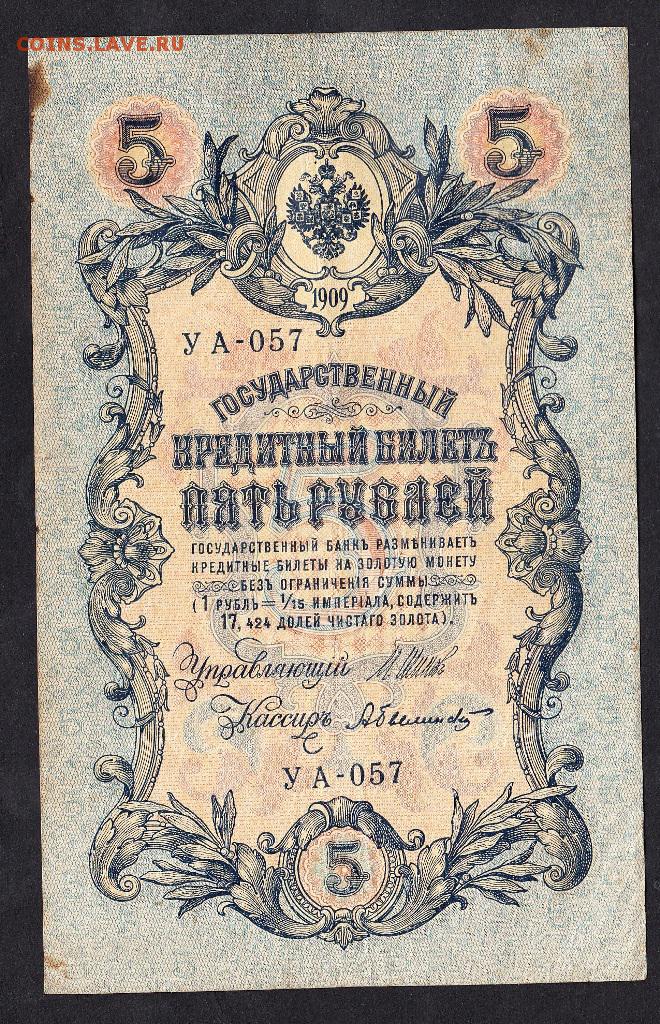 COINS.LAVE.RU
5 5
1909
УА-057
ГОСУДАРСТВЕННЫЙ
КРЕДИТНЫЙ БИЛЕТЪ
ПЯТЬ РУБЛЕЙ
ГОСУДАРСТВЕННЫЙ БАНКЪ РАЗМѢНИВАЕТЪ
КРЕДИТНЫЕ БИЛЕТЫ НА ЗОЛОТУЮ МОНЕТУ
БЕЗЪ ОГРАНИЧЕНІЯ СУММЫ
(1 РУБЛЬ = 1/15 ИМПЕРІАЛА, СОДЕРЖИТЪ
17,424 ДОЛЕЙ ЧИСТАГО ЗОЛОТА).
Управляющій И. Шипов
Кассиръ
УА-057
5